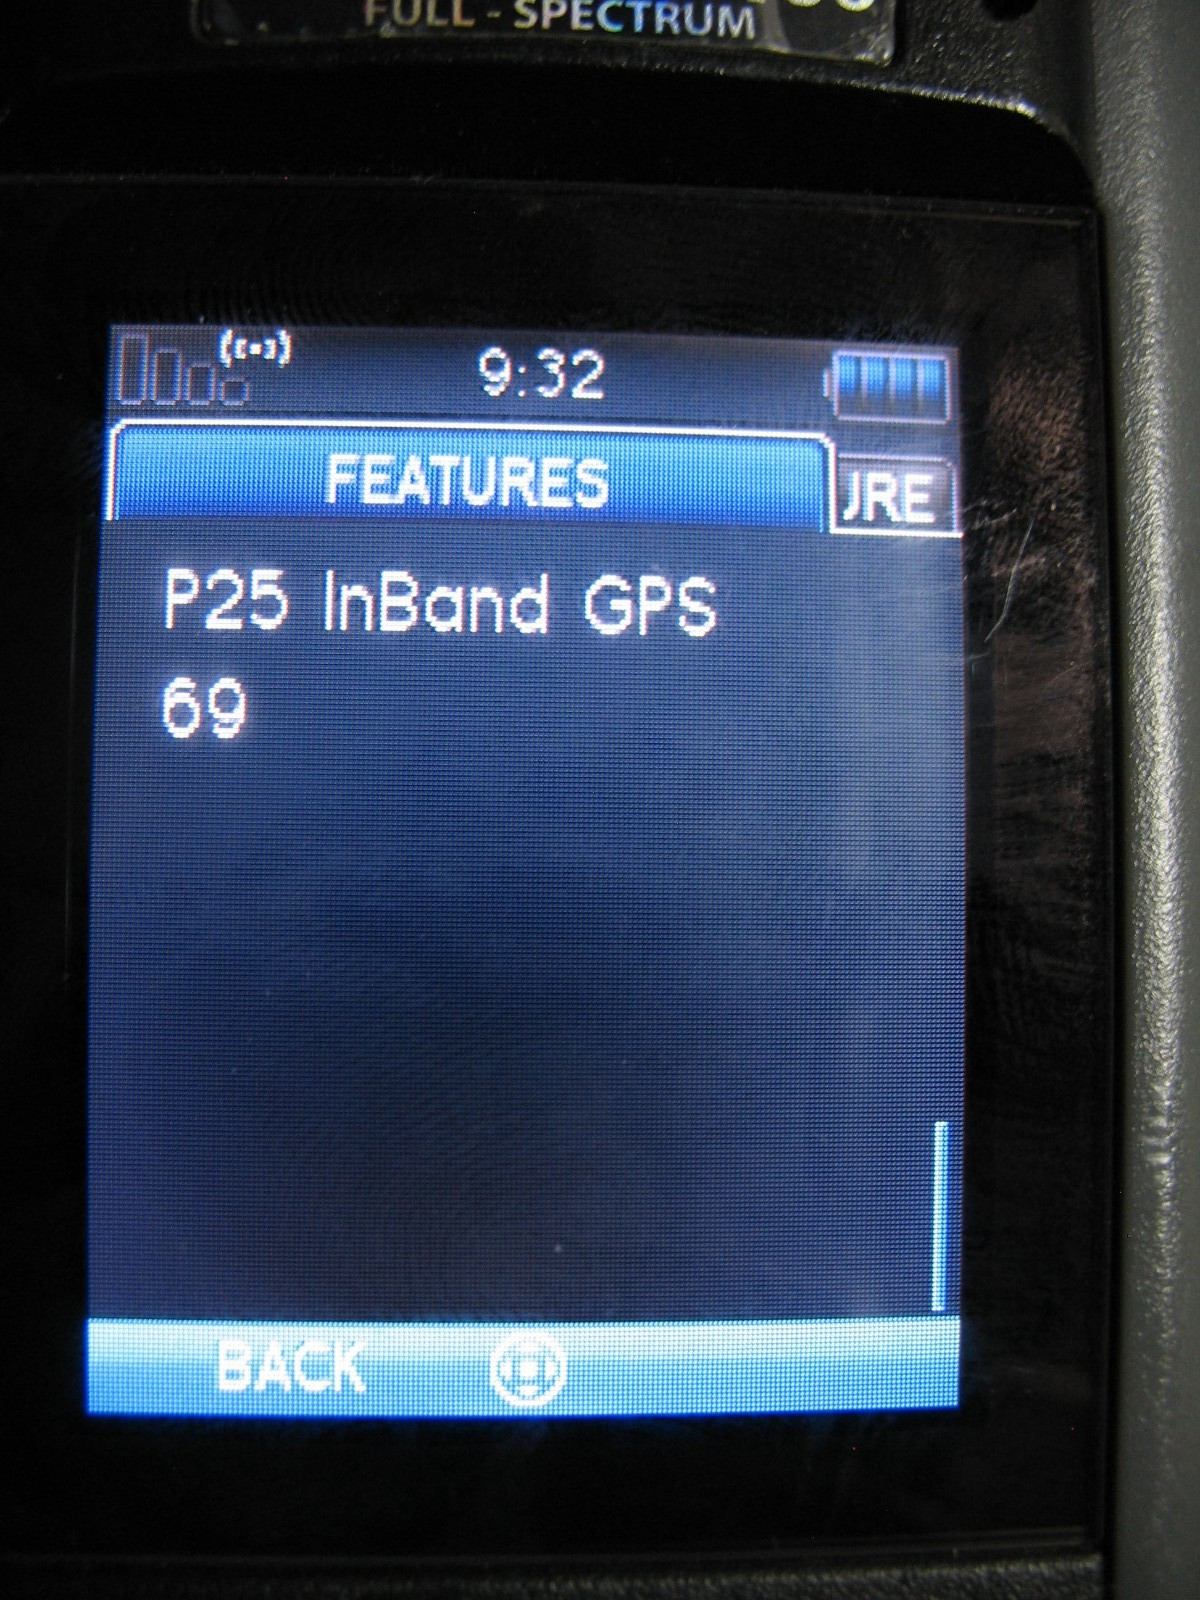 FULL - SPECTRUM
9:32
FEATURES
JRE
P25 InBand GPS
69
BACK